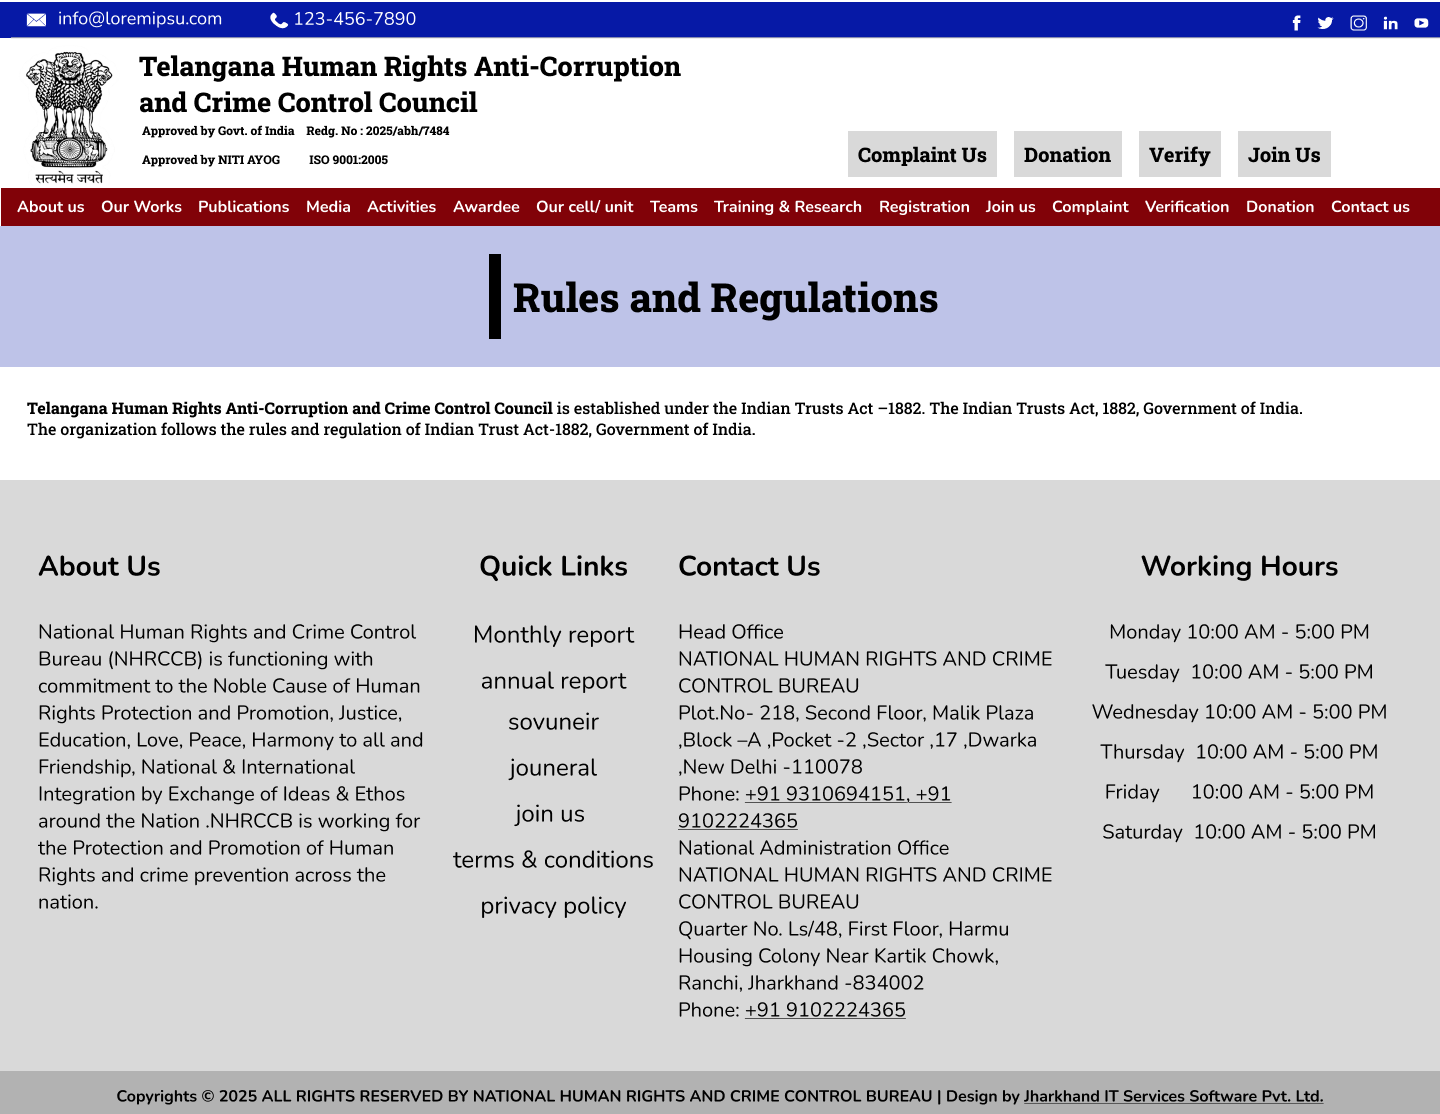 info@loremipsu.com 123-456-7890
Telangana Human Rights Anti-Corruption
and Crime Control Council
Approved by Govt. of India Redg. No : 2025/abh/7484
Approved by NITI AYOG ISO 9001:2005
सत्यमेव जयते
Complaint Us Donation Verify Join Us
About us Our Works Publications Media Activities Awardee Our cell/ unit Teams Training & Research Registration Join us Complaint Verification Donation Contact us
Rules and Regulations
Telangana Human Rights Anti-Corruption and Crime Control Council is established under the Indian Trusts Act –1882. The Indian Trusts Act, 1882, Government of India.
The organization follows the rules and regulation of Indian Trust Act-1882, Government of India.
About Us
National Human Rights and Crime Control
Bureau (NHRCCB) is functioning with
commitment to the Noble Cause of Human
Rights Protection and Promotion, Justice,
Education, Love, Peace, Harmony to all and
Friendship, National & International
Integration by Exchange of Ideas & Ethos
around the Nation .NHRCCB is working for
the Protection and Promotion of Human
Rights and crime prevention across the
nation.
Quick Links
Monthly report
annual report
sovuneir
jouneral
join us
terms & conditions
privacy policy
Contact Us
Head Office
NATIONAL HUMAN RIGHTS AND CRIME
CONTROL BUREAU
Plot.No- 218, Second Floor, Malik Plaza
,Block –A ,Pocket -2 ,Sector ,17 ,Dwarka
,New Delhi -110078
Phone: +91 9310694151, +91
9102224365
National Administration Office
NATIONAL HUMAN RIGHTS AND CRIME
CONTROL BUREAU
Quarter No. Ls/48, First Floor, Harmu
Housing Colony Near Kartik Chowk,
Ranchi, Jharkhand -834002
Phone: +91 9102224365
Working Hours
Monday 10:00 AM - 5:00 PM
Tuesday 10:00 AM - 5:00 PM
Wednesday 10:00 AM - 5:00 PM
Thursday 10:00 AM - 5:00 PM
Friday 10:00 AM - 5:00 PM
Saturday 10:00 AM - 5:00 PM
Copyrights © 2025 ALL RIGHTS RESERVED BY NATIONAL HUMAN RIGHTS AND CRIME CONTROL BUREAU | Design by Jharkhand IT Services Software Pvt. Ltd.